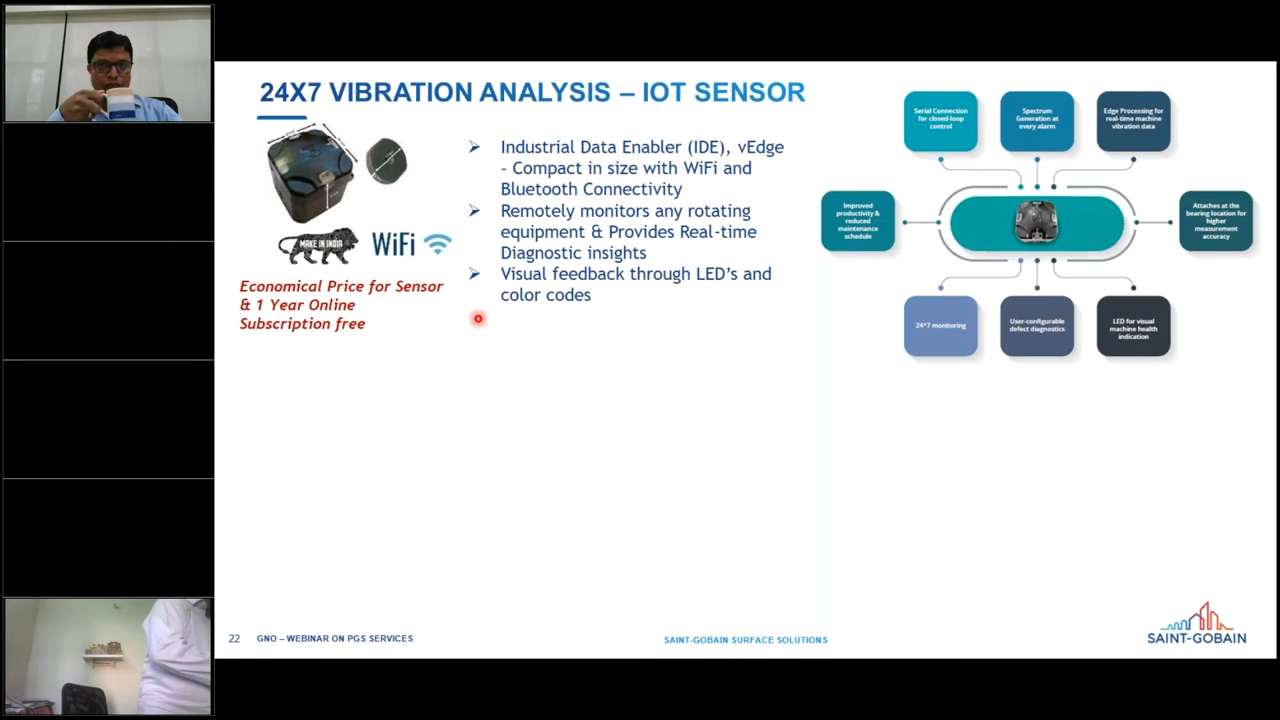 24X7 VIBRATION ANALYSIS – IOT SENSOR
MAKE IN INDIA
WiFi
Economical Price for Sensor
& 1 Year Online
Subscription free
➢ Industrial Data Enabler (IDE), vEdge
– Compact in size with WiFi and
Bluetooth Connectivity
➢ Remotely monitors any rotating
equipment & Provides Real-time
Diagnostic insights
➢ Visual feedback through LED's and
color codes
Serial Connection
for closed-loop
control
Spectrum
Generation at
every alarm
Edge Processing for
real-time machine
vibration data
Improved
productivity &
reduced
maintenance
schedule
Attaches at the
bearing location for
higher
measurement
accuracy
24*7 monitoring
User-configurable
defect diagnostics
LED for visual
machine health
indication
22 GNO – WEBINAR ON PGS SERVICES
SAINT-GOBAIN SURFACE SOLUTIONS
SAINT-GOBAIN